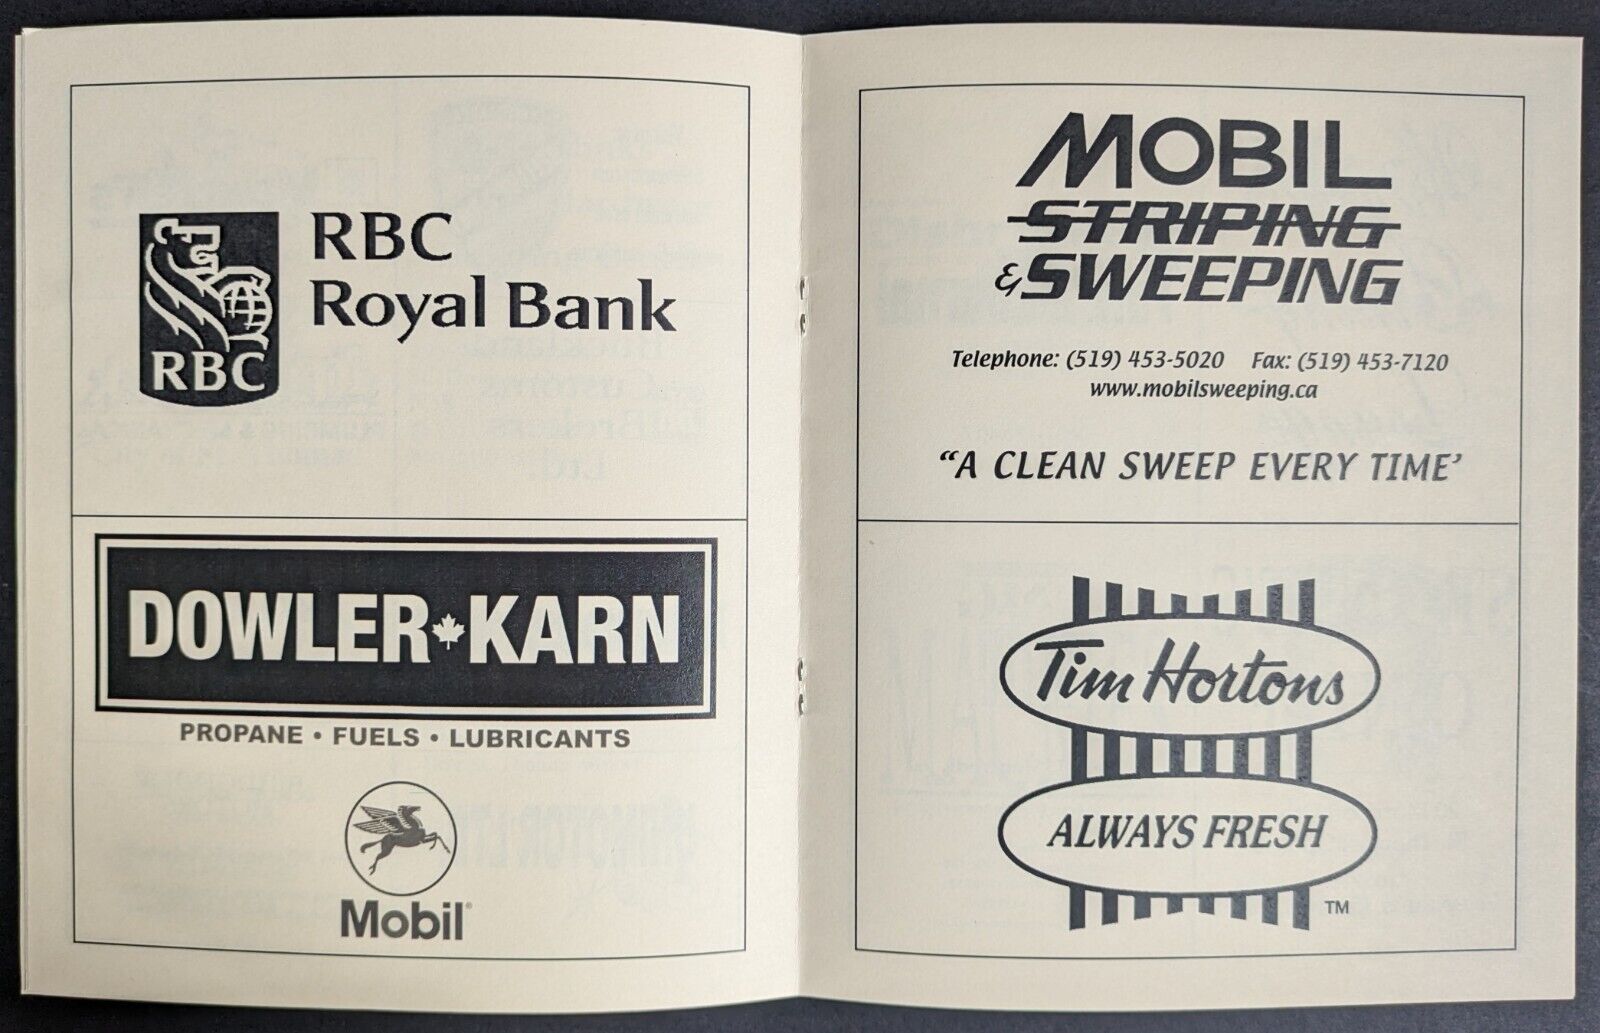 RBC
RBC
Royal Bank
DOWLER KARN
PROPANE • FUELS • LUBRICANTS
Mobil®
MOBIL
STRIPING
& SWEEPING
Telephone: (519) 453-5020 Fax: (519) 453-7120
www.mobilsweeping.ca
"A CLEAN SWEEP EVERY TIME'
Tim Hortons
ALWAYS FRESH
TM